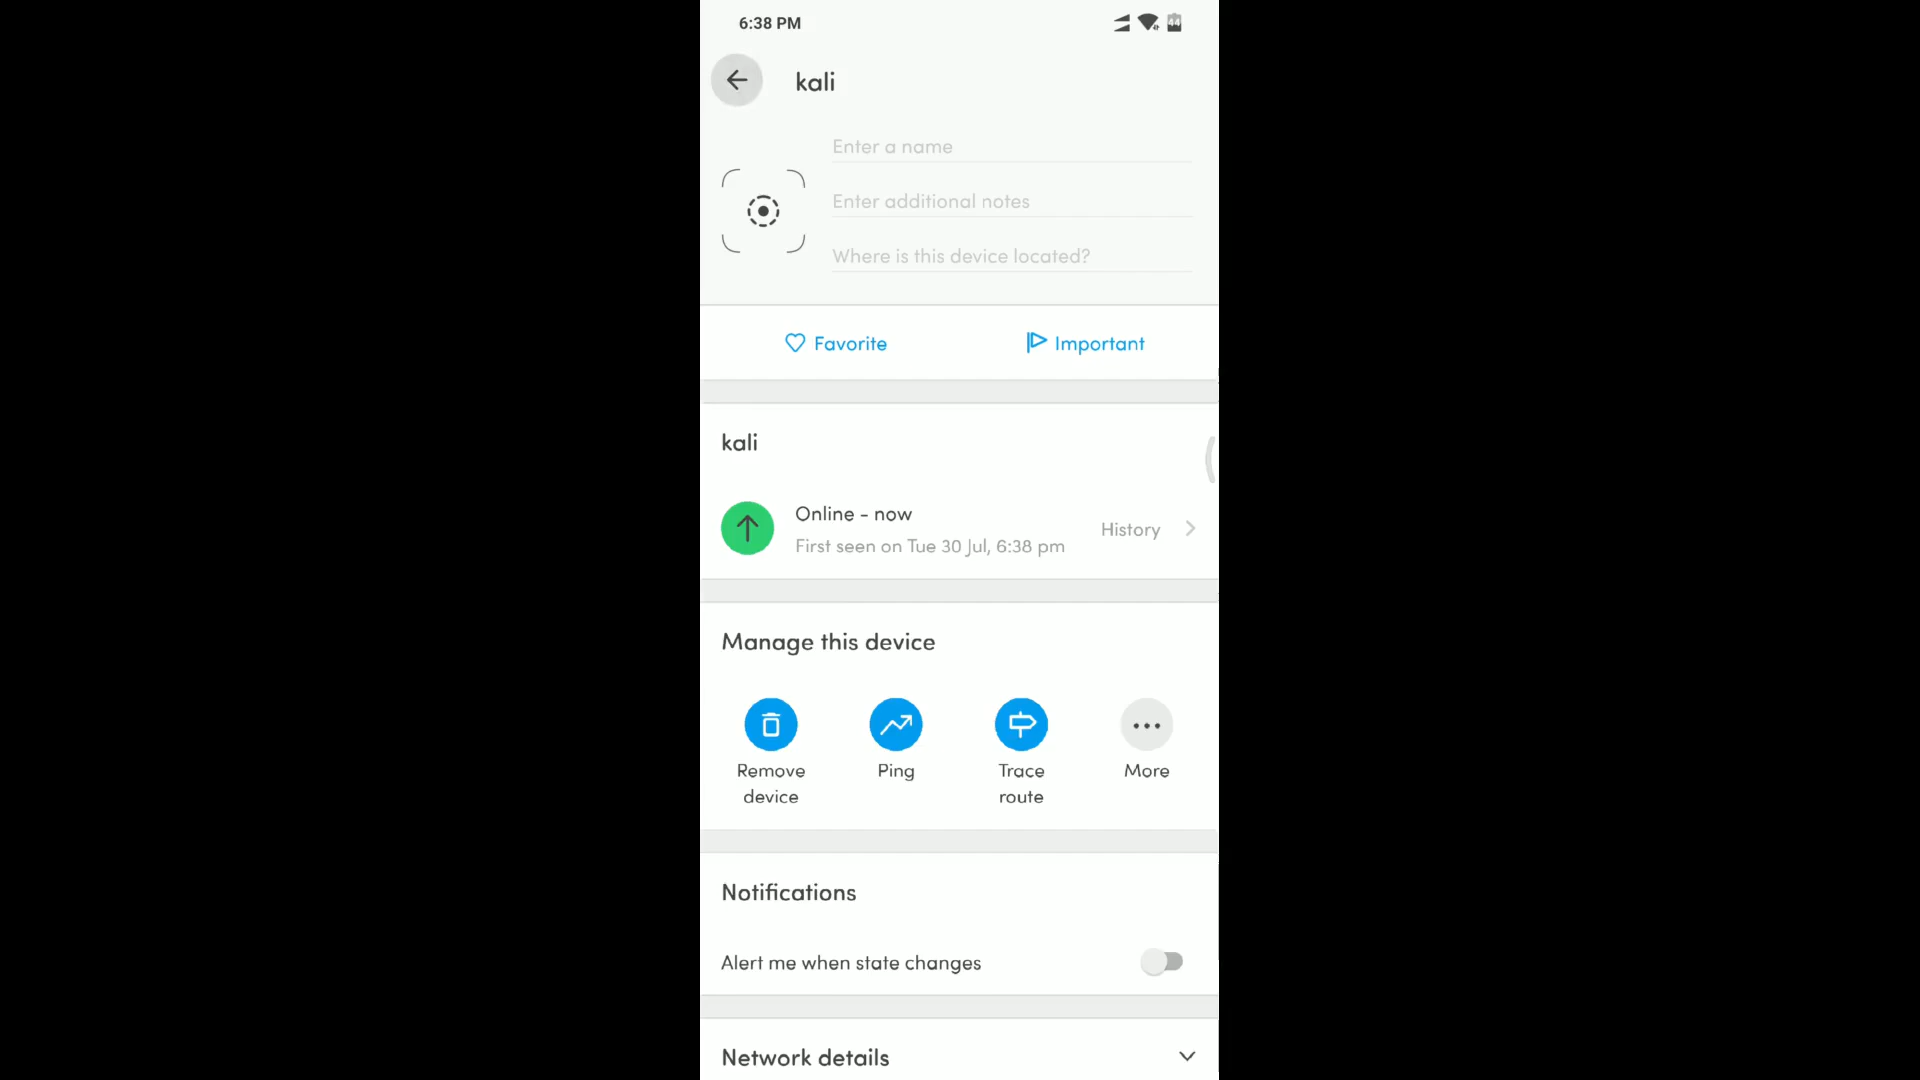 6:38 PM
44
kali
Enter a name
Enter additional notes
Where is this device located?
Favorite
Important
kali
Online - now
First seen on Tue 30 Jul, 6:38 pm
History
Manage this device
Remove
device
Ping
Trace
route
More
Notifications
Alert me when state changes
Network details